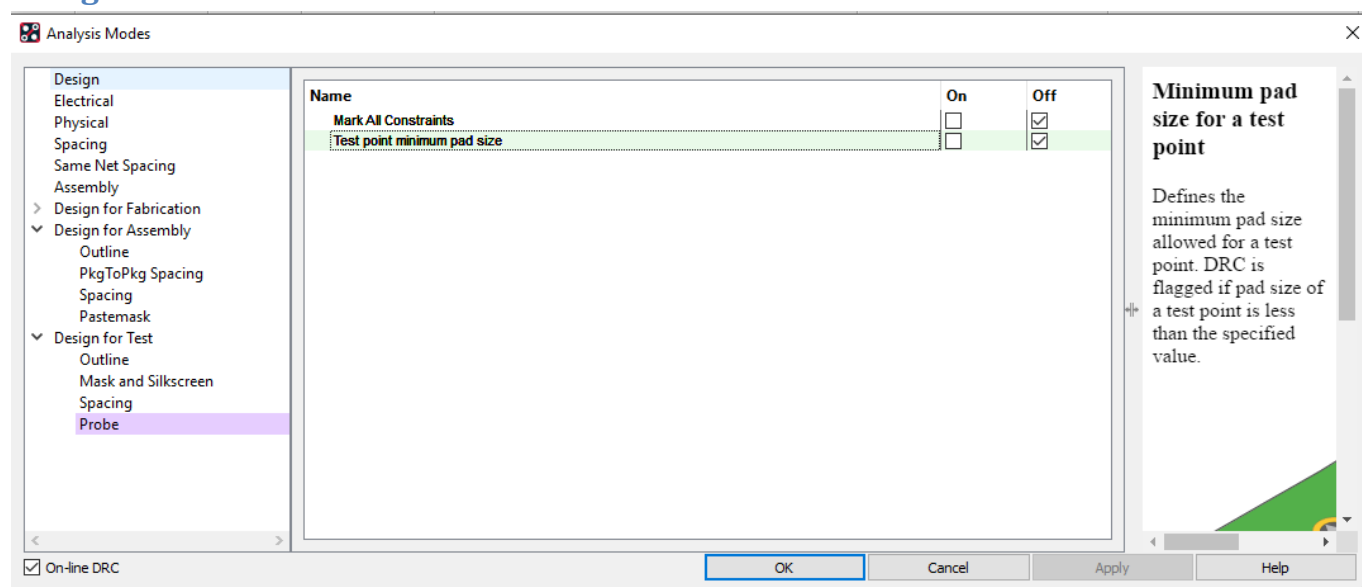 Analysis Modes
Design
Electrical
Physical
Spacing
Same Net Spacing
Assembly
Design for Fabrication
Design for Assembly
Outline
PkgToPkg Spacing
Spacing
Pastemask
Design for Test
Outline
Mask and Silkscreen
Spacing
Probe
Name On Off
Mark All Constraints
Test point minimum pad size
Minimum pad
size for a test
point
Defines the
minimum pad size
allowed for a test
point. DRC is
flagged if pad size of
a test point is less
than the specified
value.
On-line DRC
OK Cancel Apply Help